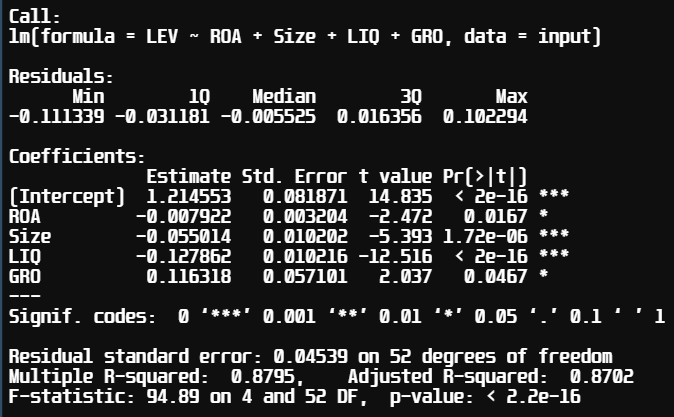 Call:
lm(formula = LEV ~ ROA + Size + LIQ + GRO, data = input)
Residuals:
Min 1Q Median 3Q Max
-0.111339 -0.031181 -0.005525 0.016356 0.102294
Coefficients:
Estimate Std. Error t value Pr(>|t|)
(Intercept) 1.214553 0.081871 14.835 < 2e-16 ***
ROA -0.007922 0.003204 -2.472 0.0167 *
Size -0.055014 0.010202 -5.393 1.72e-06 ***
LIQ -0.127862 0.010216 -12.516 < 2e-16 ***
GRO 0.116318 0.057101 2.037 0.0467 *
---
Signif. codes: 0 ‘***’ 0.001 ‘**’ 0.01 ‘*’ 0.05 ‘.’ 0.1 ‘ ’ 1
Residual standard error: 0.04539 on 52 degrees of freedom
Multiple R-squared: 0.8795, Adjusted R-squared: 0.8702
F-statistic: 94.89 on 4 and 52 DF, p-value: < 2.2e-16